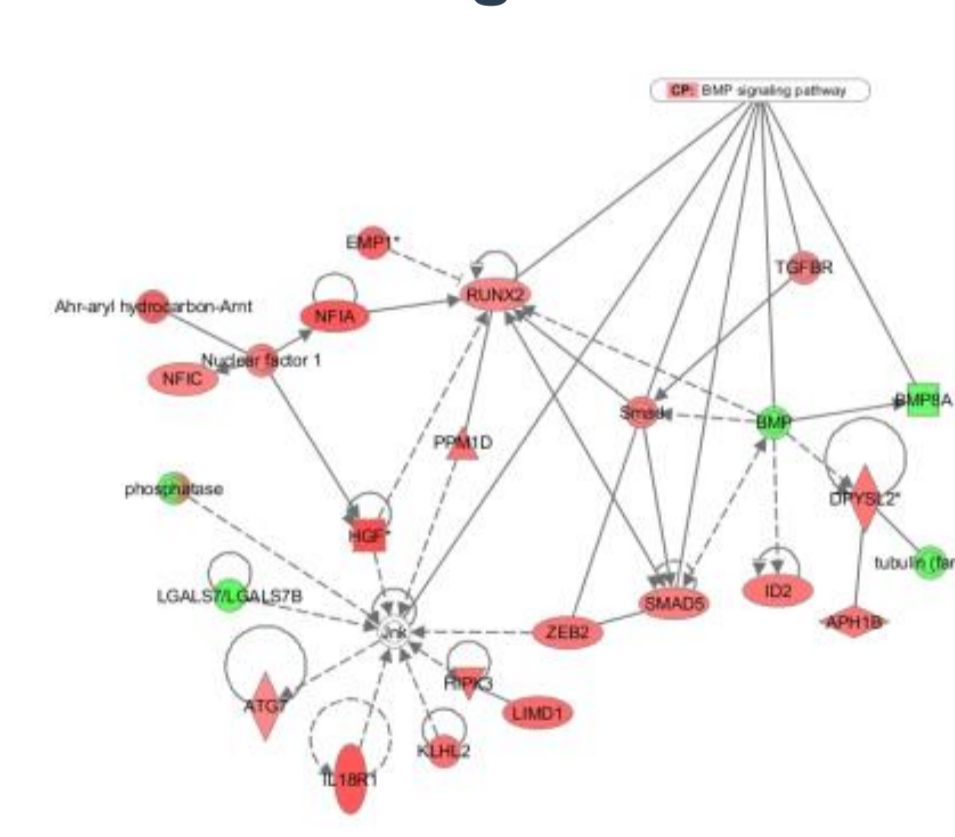 CP: BMP signaling pathway
EMP1*
TGFBR
RUNX2
Ahr-aryl hydrocarbon-Arnt
NFIA
Nuclear factor 1
NFIC
BMP8A
Smad
BMP
PPM1D
phosphatase
DPYSL2*
HGF*
tubulin (fam
LGALS7/LGALS7B
ID2
SMAD5
APH1B
Jnk
ZEB2
RIPK3
ATG7
LIMD1
KLHL2
IL18R1